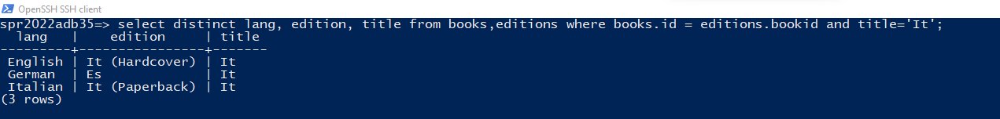 OpenSSH SSH client
spr2022adb35=> select distinct lang, edition, title from books,editions where books.id = editions.bookid and title='It';
  lang   |    edition     | title
---------+----------------+-------
 English | It (Hardcover) | It
 German  | Es             | It
 Italian | It (Paperback) | It
(3 rows)